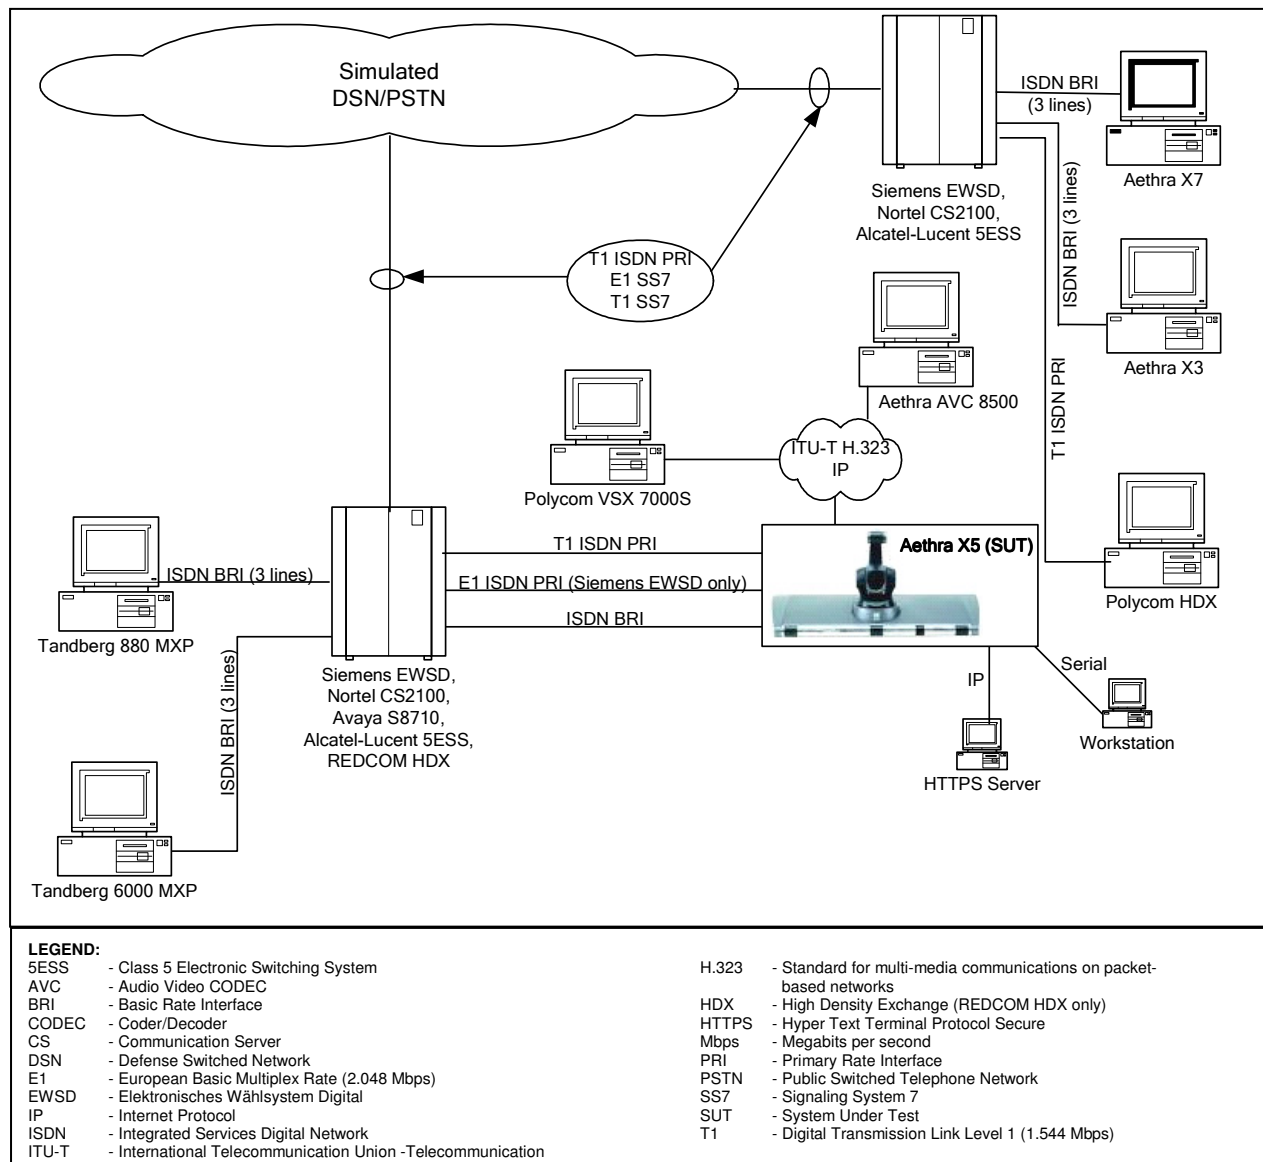 Simulated
DSN/PSTN
ISDN BRI
(3 lines)
Aethra X7
Siemens EWSD,
Nortel CS2100,
Alcatel-Lucent 5ESS
ISDN BRI (3 lines)
T1 ISDN PRI
E1 SS7
T1 SS7
Aethra X3
Aethra AVC 8500
T1 ISDN PRI
ITU-T H.323
IP
Polycom VSX 7000S
Aethra X5 (SUT)
T1 ISDN PRI
E1 ISDN PRI (Siemens EWSD only)
ISDN BRI
ISDN BRI (3 lines)
Polycom HDX
Tandberg 880 MXP
ISDN BRI (3 lines)
Siemens EWSD,
Nortel CS2100,
Avaya S8710,
Alcatel-Lucent 5ESS,
REDCOM HDX
IP
Serial
Workstation
HTTPS Server
Tandberg 6000 MXP
LEGEND:
5ESS - Class 5 Electronic Switching System
AVC - Audio Video CODEC
BRI - Basic Rate Interface
CODEC - Coder/Decoder
CS - Communication Server
DSN - Defense Switched Network
E1 - European Basic Multiplex Rate (2.048 Mbps)
EWSD - Elektronisches Wählsystem Digital
IP - Internet Protocol
ISDN - Integrated Services Digital Network
ITU-T - International Telecommunication Union -Telecommunication
H.323 - Standard for multi-media communications on packet-
based networks
HDX - High Density Exchange (REDCOM HDX only)
HTTPS - Hyper Text Terminal Protocol Secure
Mbps - Megabits per second
PRI - Primary Rate Interface
PSTN - Public Switched Telephone Network
SS7 - Signaling System 7
SUT - System Under Test
T1 - Digital Transmission Link Level 1 (1.544 Mbps)